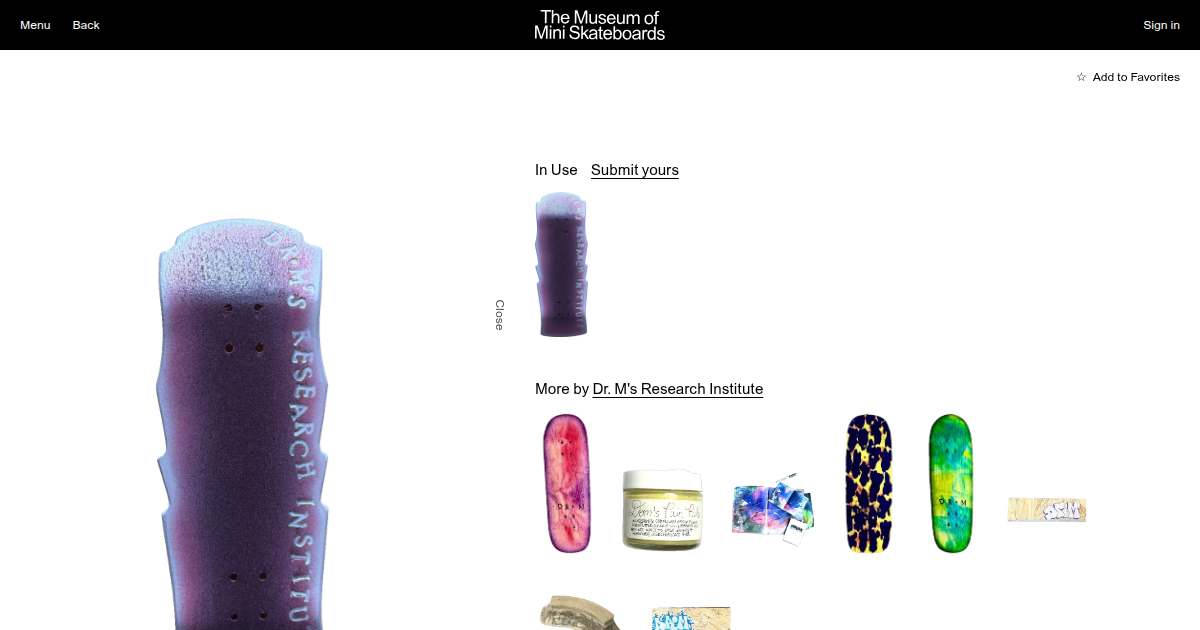 Menu
Back
The Museum of
Mini Skateboards
Sign in
☆ Add to Favorites
In Use
Submit yours
DR·M'S RESEARCH INSTITU
Close
More by Dr. M's Research Institute
DR·M